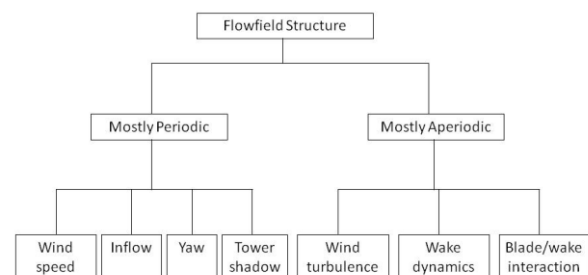 Flowfield Structure
Mostly Periodic
Mostly Aperiodic
Wind
speed
Inflow
Yaw
Tower
shadow
Wind
turbulence
Wake
dynamics
Blade/wake
interaction